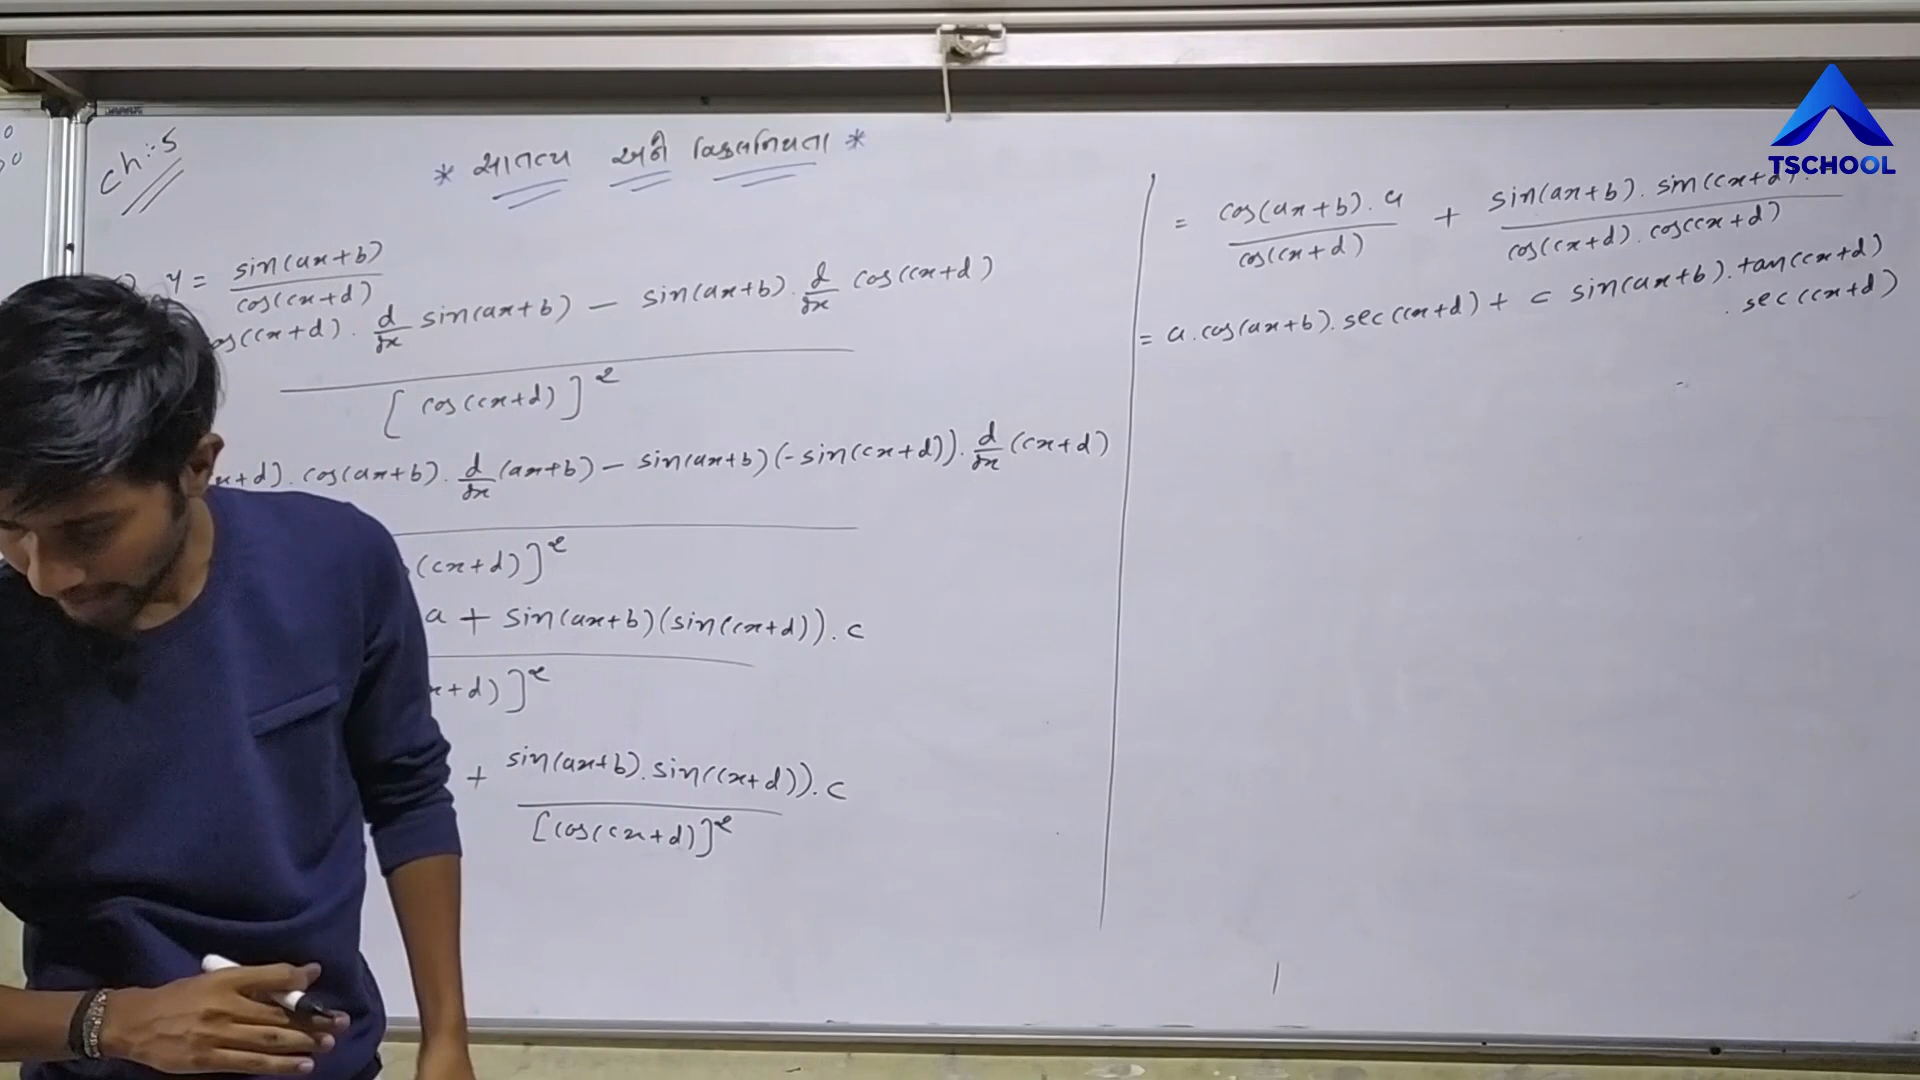 ch:-5
* સાતત્ય અને વિકલનિયતા *
y = sin(ax+b) / cos(cx+d)
cos(cx+d) . d/dx sin(ax+b) − sin(ax+b) . d/dx cos(cx+d)
[ cos(cx+d) ]²
x+d) . cos(ax+b) . d/dx (ax+b) − sin(ax+b) (-sin(cx+d)) . d/dx (cx+d)
(cx+d) ]²
a + sin(ax+b) (sin(cx+d)) . c
x+d) ]²
+ sin(ax+b) . sin(cx+d)) . c
[cos(cx+d)]²
= cos(ax+b) . a / cos(cx+d) + sin(ax+b) . sin(cx+d) . / cos(cx+d) . cos(cx+d)
= a . cos(ax+b) . sec(cx+d) + c sin(ax+b) . tan(cx+d)
. sec(cx+d)
TSCHOOL